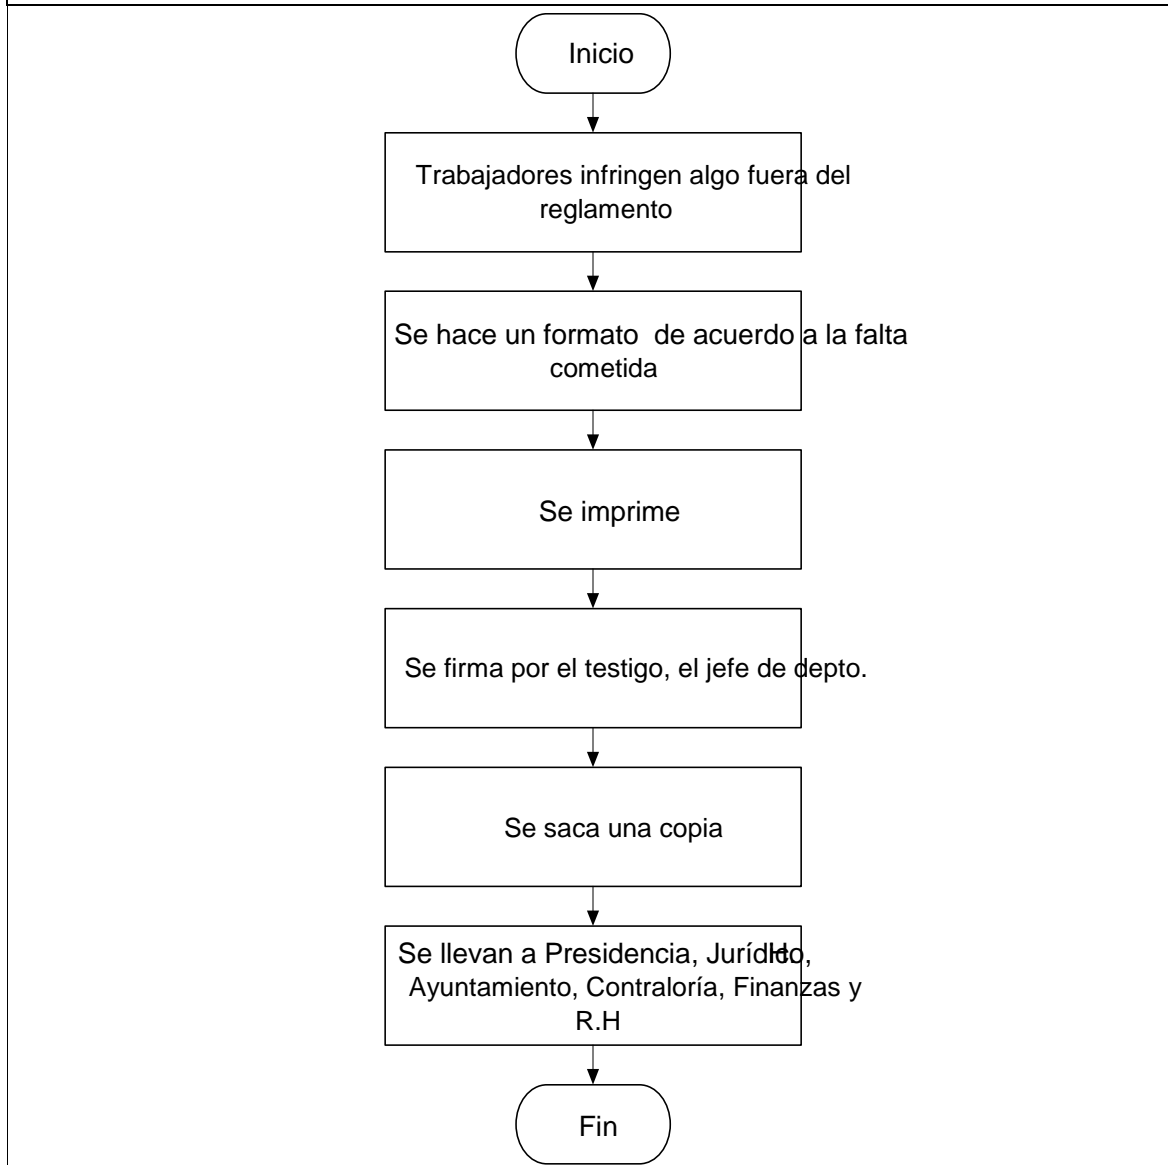 Inicio
Trabajadores infringen algo fuera del
reglamento
Se hace un formato de acuerdo a la falta
cometida
Se imprime
Se firma por el testigo, el jefe de depto.
Se saca una copia
Se llevan a Presidencia, Jurídico,
Ayuntamiento, Contraloría, Finanzas y
R.H
Fin